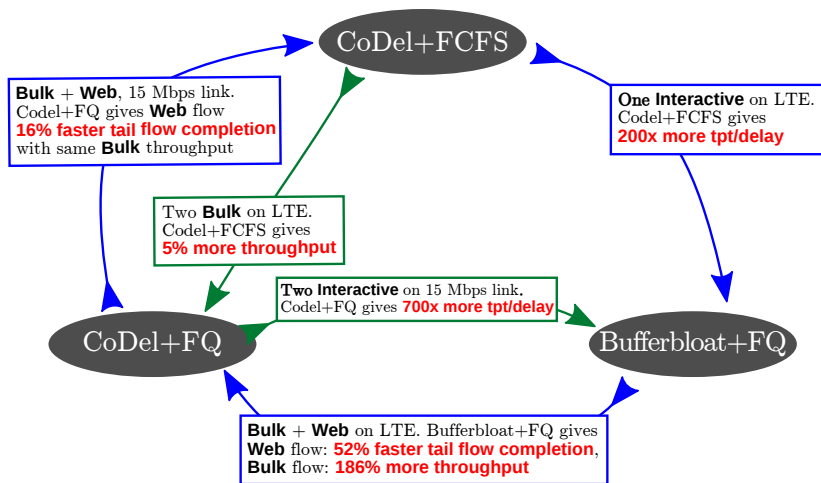 CoDel+FCFS
Bulk + Web, 15 Mbps link.
Codel+FQ gives Web flow
16% faster tail flow completion
with same Bulk throughput
One Interactive on LTE.
Codel+FCFS gives
200x more tpt/delay
Two Bulk on LTE.
Codel+FCFS gives
5% more throughput
Two Interactive on 15 Mbps link.
Codel+FQ gives 700x more tpt/delay
CoDel+FQ
Bufferbloat+FQ
Bulk + Web on LTE. Bufferbloat+FQ gives
Web flow: 52% faster tail flow completion,
Bulk flow: 186% more throughput